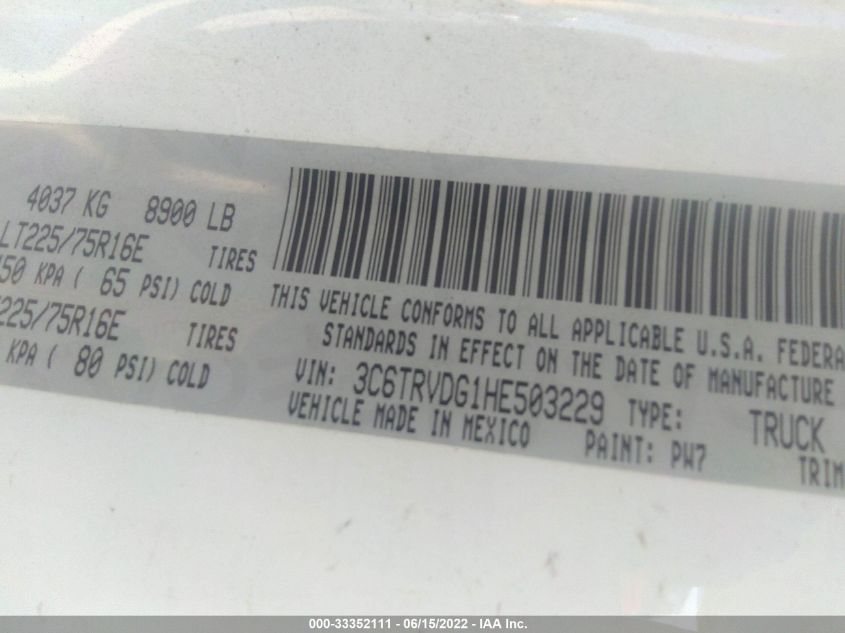 4037 KG 8900 LB
LT225/75R16E TIRES
450 KPA ( 65 PSI) COLD
225/75R16E TIRES
KPA ( 80 PSI) COLD
THIS VEHICLE CONFORMS TO ALL APPLICABLE U.S.A. FEDERA
STANDARDS IN EFFECT ON THE DATE OF MANUFACTURE
VIN: 3C6TRVDG1HE503229 TYPE: TRUCK
VEHICLE MADE IN MEXICO PAINT: PW7 TRIM
000-33352111 - 06/15/2022 - IAA Inc.